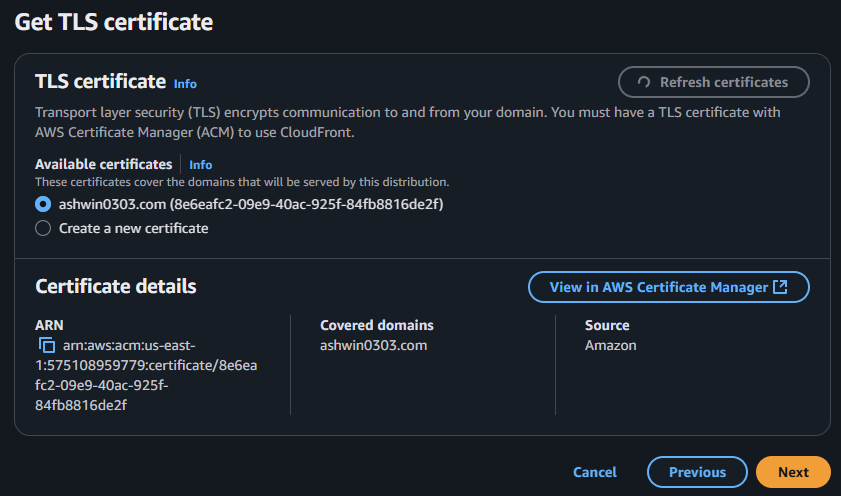 Get TLS certificate
TLS certificate Info
Refresh certificates
Transport layer security (TLS) encrypts communication to and from your domain. You must have a TLS certificate with
AWS Certificate Manager (ACM) to use CloudFront.
Available certificates Info
These certificates cover the domains that will be served by this distribution.
ashwin0303.com (8e6eafc2-09e9-40ac-925f-84fb8816de2f)
Create a new certificate
Certificate details
View in AWS Certificate Manager
ARN
arn:aws:acm:us-east-
1:575108959779:certificate/8e6ea
fc2-09e9-40ac-925f-
84fb8816de2f
Covered domains
ashwin0303.com
Source
Amazon
Cancel
Previous
Next